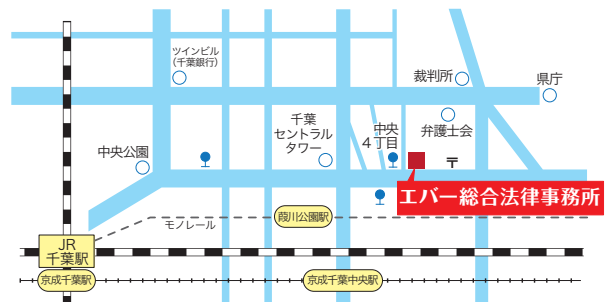 ツインビル
(千葉銀行)
裁判所
県庁
千葉
セントラル
タワー
中央
4丁目
弁護士会
中央公園
〒
エバー総合法律事務所
モノレール
葭川公園駅
JR
千葉駅
京成千葉駅
京成千葉中央駅